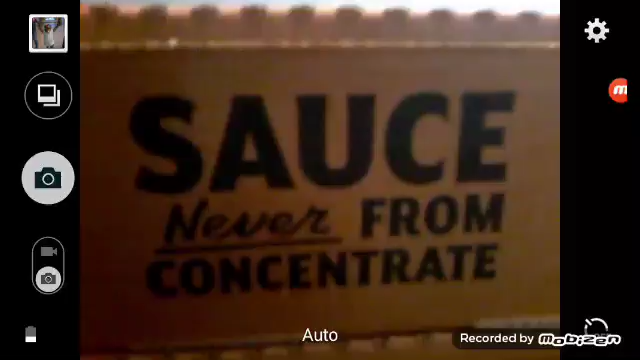 SAUCE
Never FROM
CONCENTRATE
Auto
Recorded by Mobizen